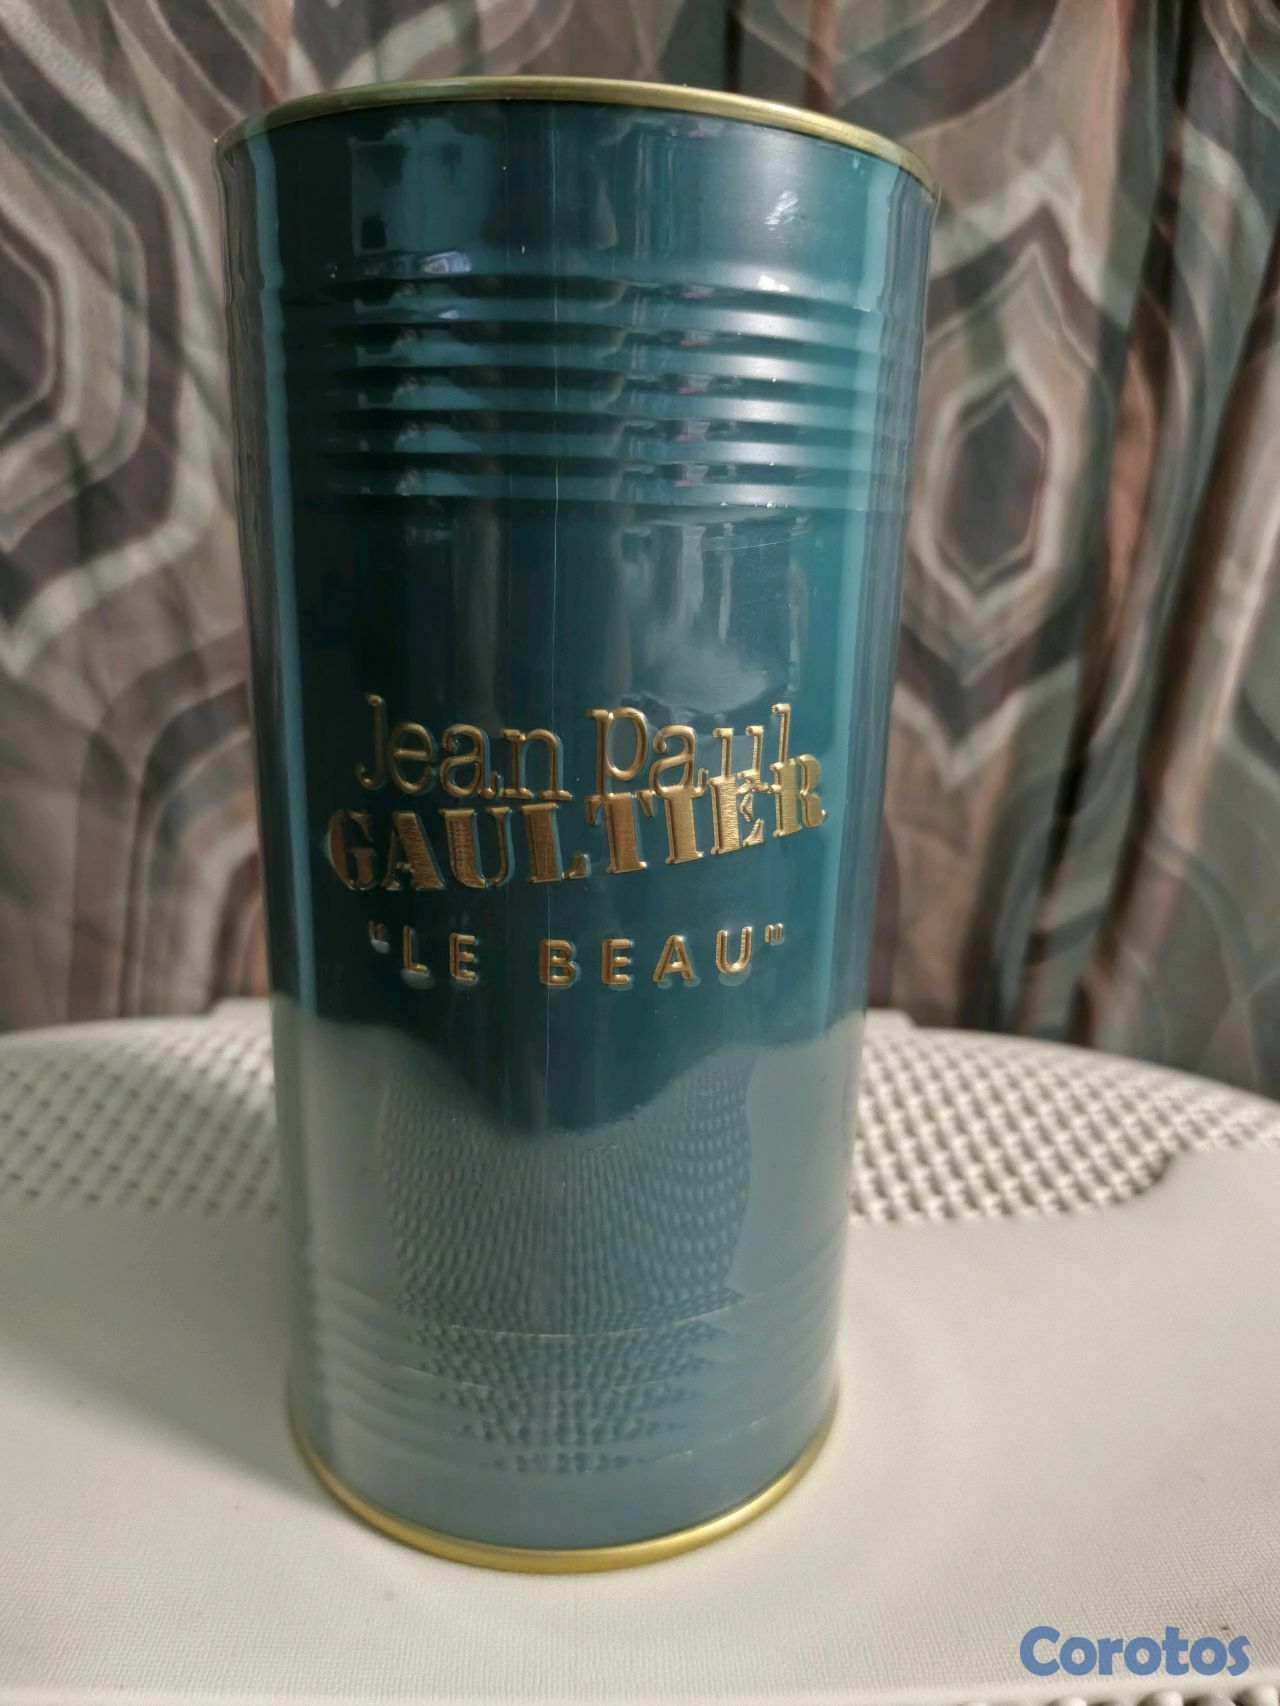 Jean Paul
GAULTIER
"LE BEAU"
Corotos